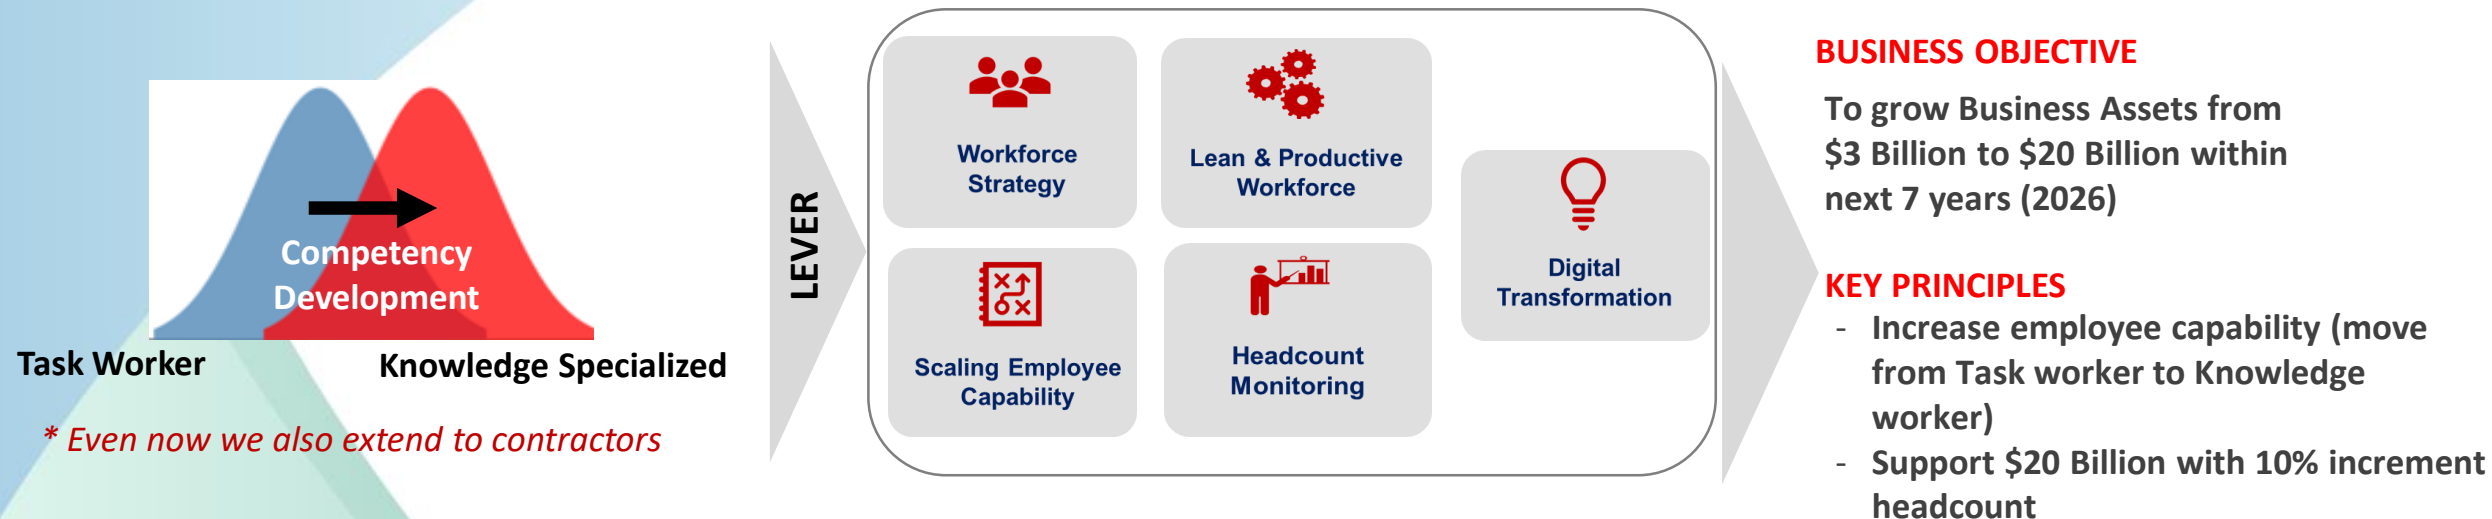 Competency
Development
Task Worker
Knowledge Specialized
* Even now we also extend to contractors
LEVER
Workforce
Strategy
Lean & Productive
Workforce
Scaling Employee
Capability
Headcount
Monitoring
Digital
Transformation
BUSINESS OBJECTIVE
To grow Business Assets from
$3 Billion to $20 Billion within
next 7 years (2026)
KEY PRINCIPLES
- Increase employee capability (move
from Task worker to Knowledge
worker)
- Support $20 Billion with 10% increment
headcount